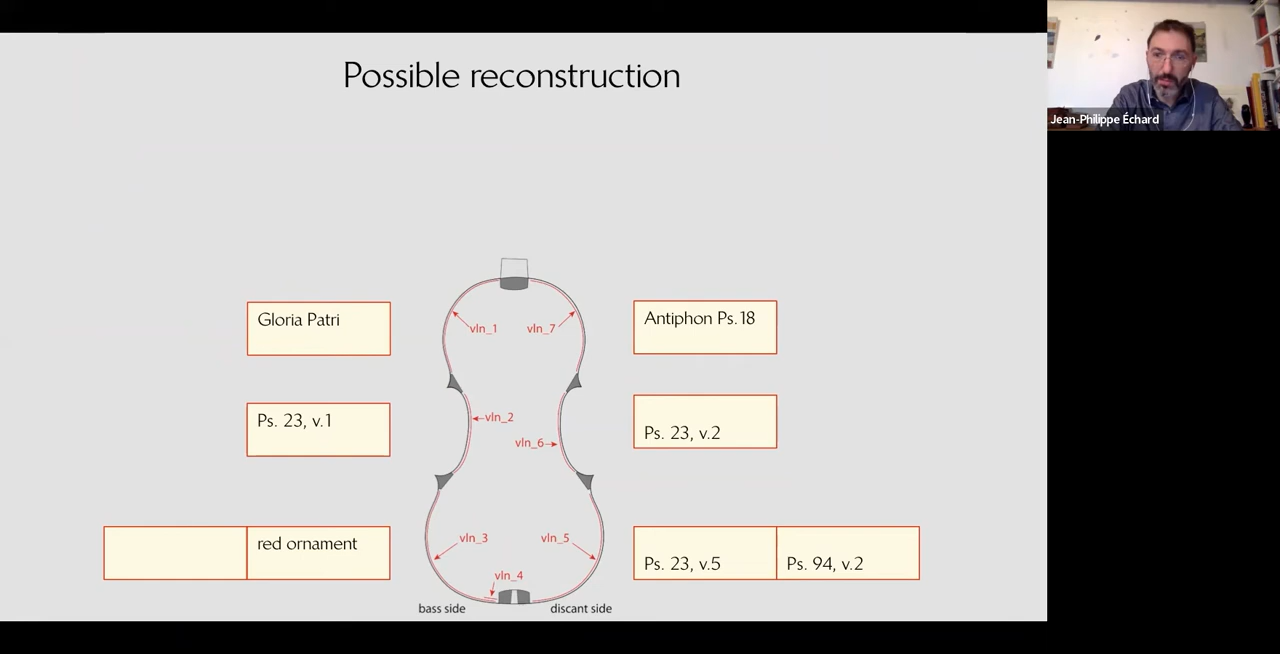 Possible reconstruction
Jean-Philippe Échard
Gloria Patri
Antiphon Ps.18
vln_1
vln_7
Ps. 23, v.1
vln_2
vln_6
Ps. 23, v.2
red ornament
vln_3
vln_5
vln_4
Ps. 23, v.5
Ps. 94, v.2
bass side
discant side